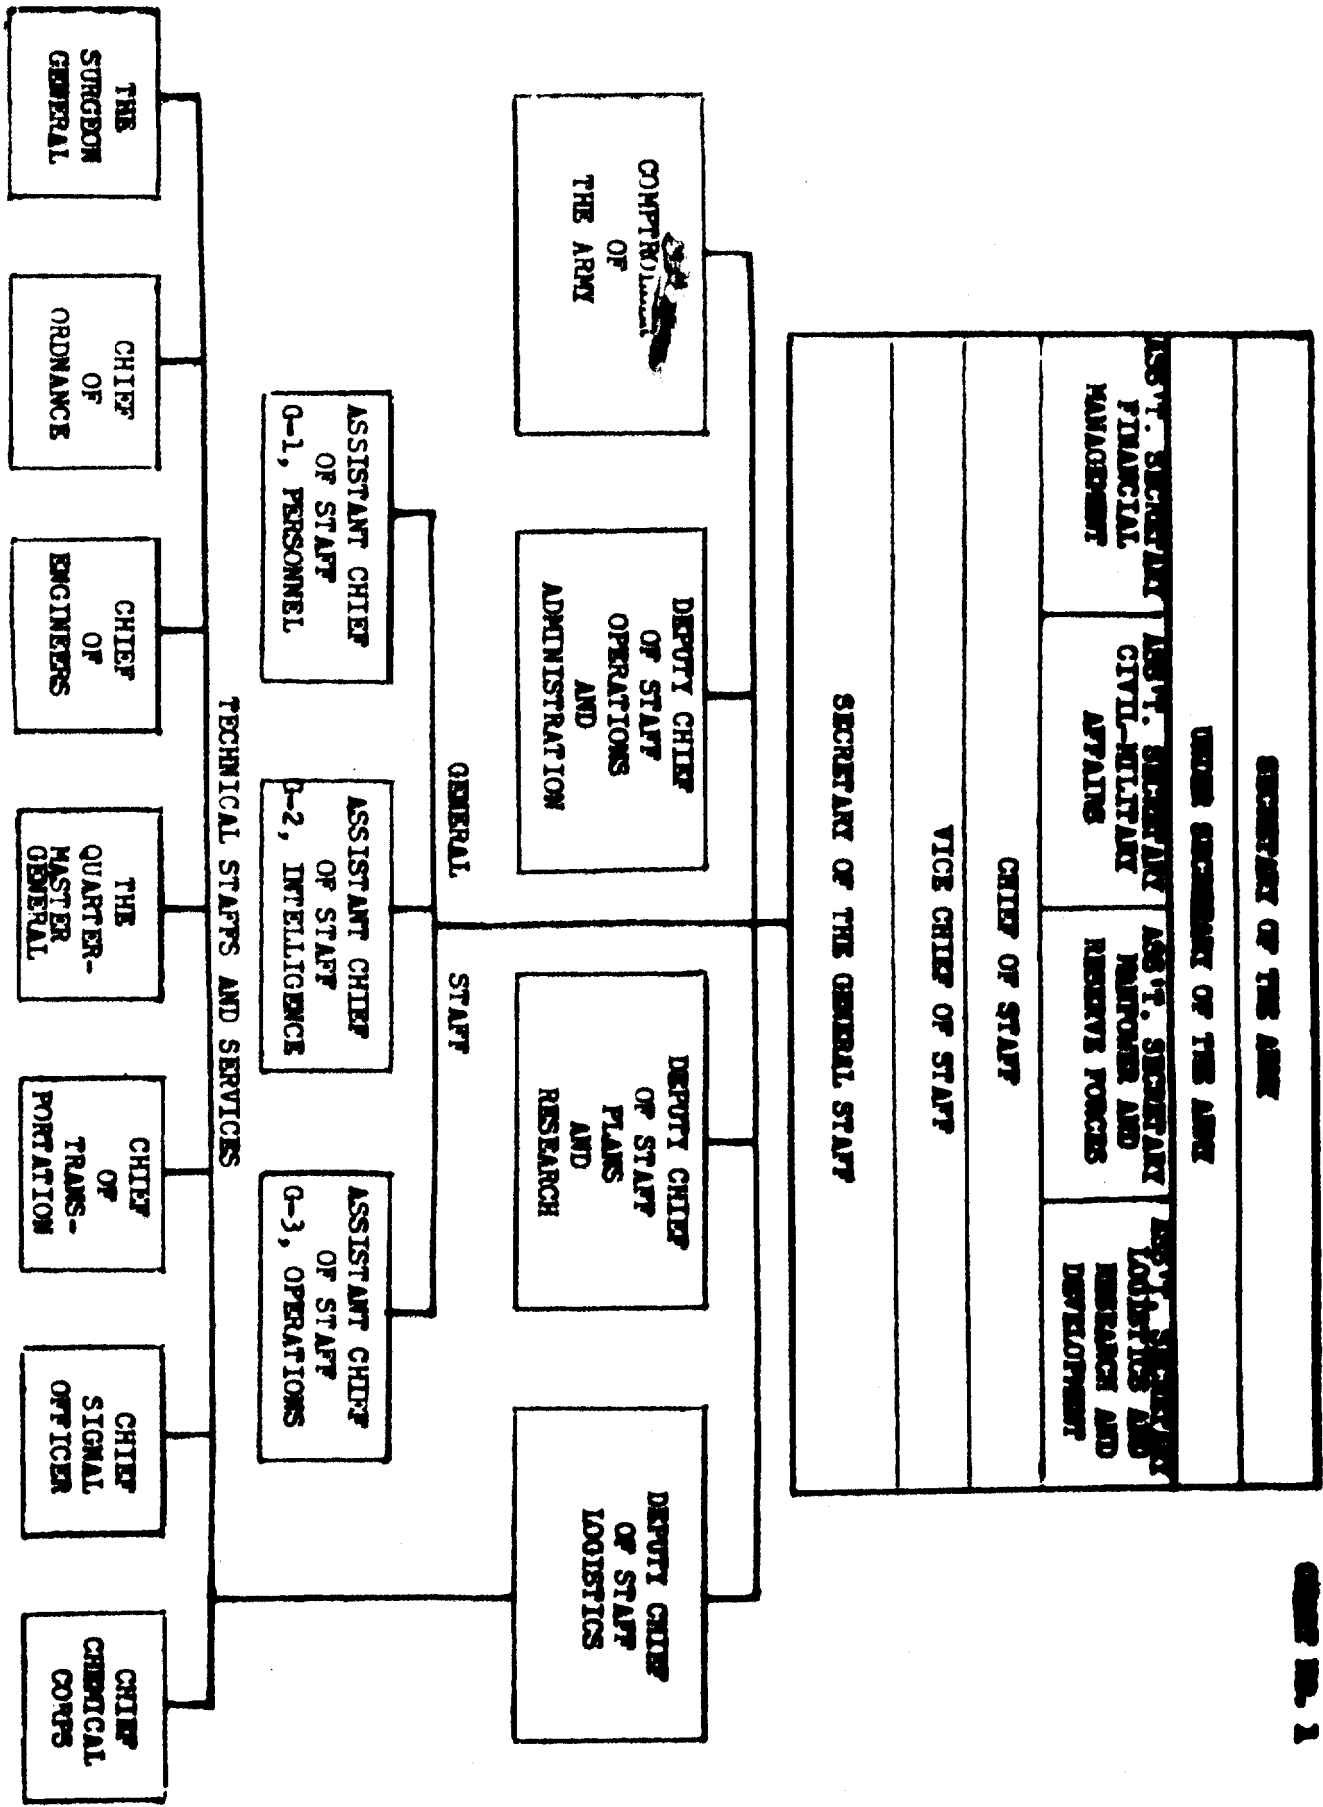 CHART NR. 1
SECRETARY OF THE ARMY
UNDER SECRETARY OF THE ARMY
ASS'T. SECRETARY
FINANCIAL
MANAGEMENT
ASS'T. SECRETARY
CIVIL-MILITARY
AFFAIRS
ASS'T. SECRETARY
MANPOWER AND
RESERVE FORCES
ASS'T. SECRETARY
LOGISTICS AND
RESEARCH AND
DEVELOPMENT
CHIEF OF STAFF
VICE CHIEF OF STAFF
SECRETARY OF THE GENERAL STAFF
COMPTROLLER
OF
THE ARMY
DEPUTY CHIEF
OF STAFF
OPERATIONS
AND
ADMINISTRATION
DEPUTY CHIEF
OF STAFF
PLANS
AND
RESEARCH
DEPUTY CHIEF
OF STAFF
LOGISTICS
GENERAL STAFF
ASSISTANT CHIEF
OF STAFF
G-1, PERSONNEL
ASSISTANT CHIEF
OF STAFF
G-2, INTELLIGENCE
ASSISTANT CHIEF
OF STAFF
G-3, OPERATIONS
TECHNICAL STAFFS AND SERVICES
THE
SURGEON
GENERAL
CHIEF
OF
ORDNANCE
CHIEF
OF
ENGINEERS
THE
QUARTER-
MASTER
GENERAL
CHIEF
OF
TRANS-
PORTATION
CHIEF
SIGNAL
OFFICER
CHIEF
CHEMICAL
CORPS